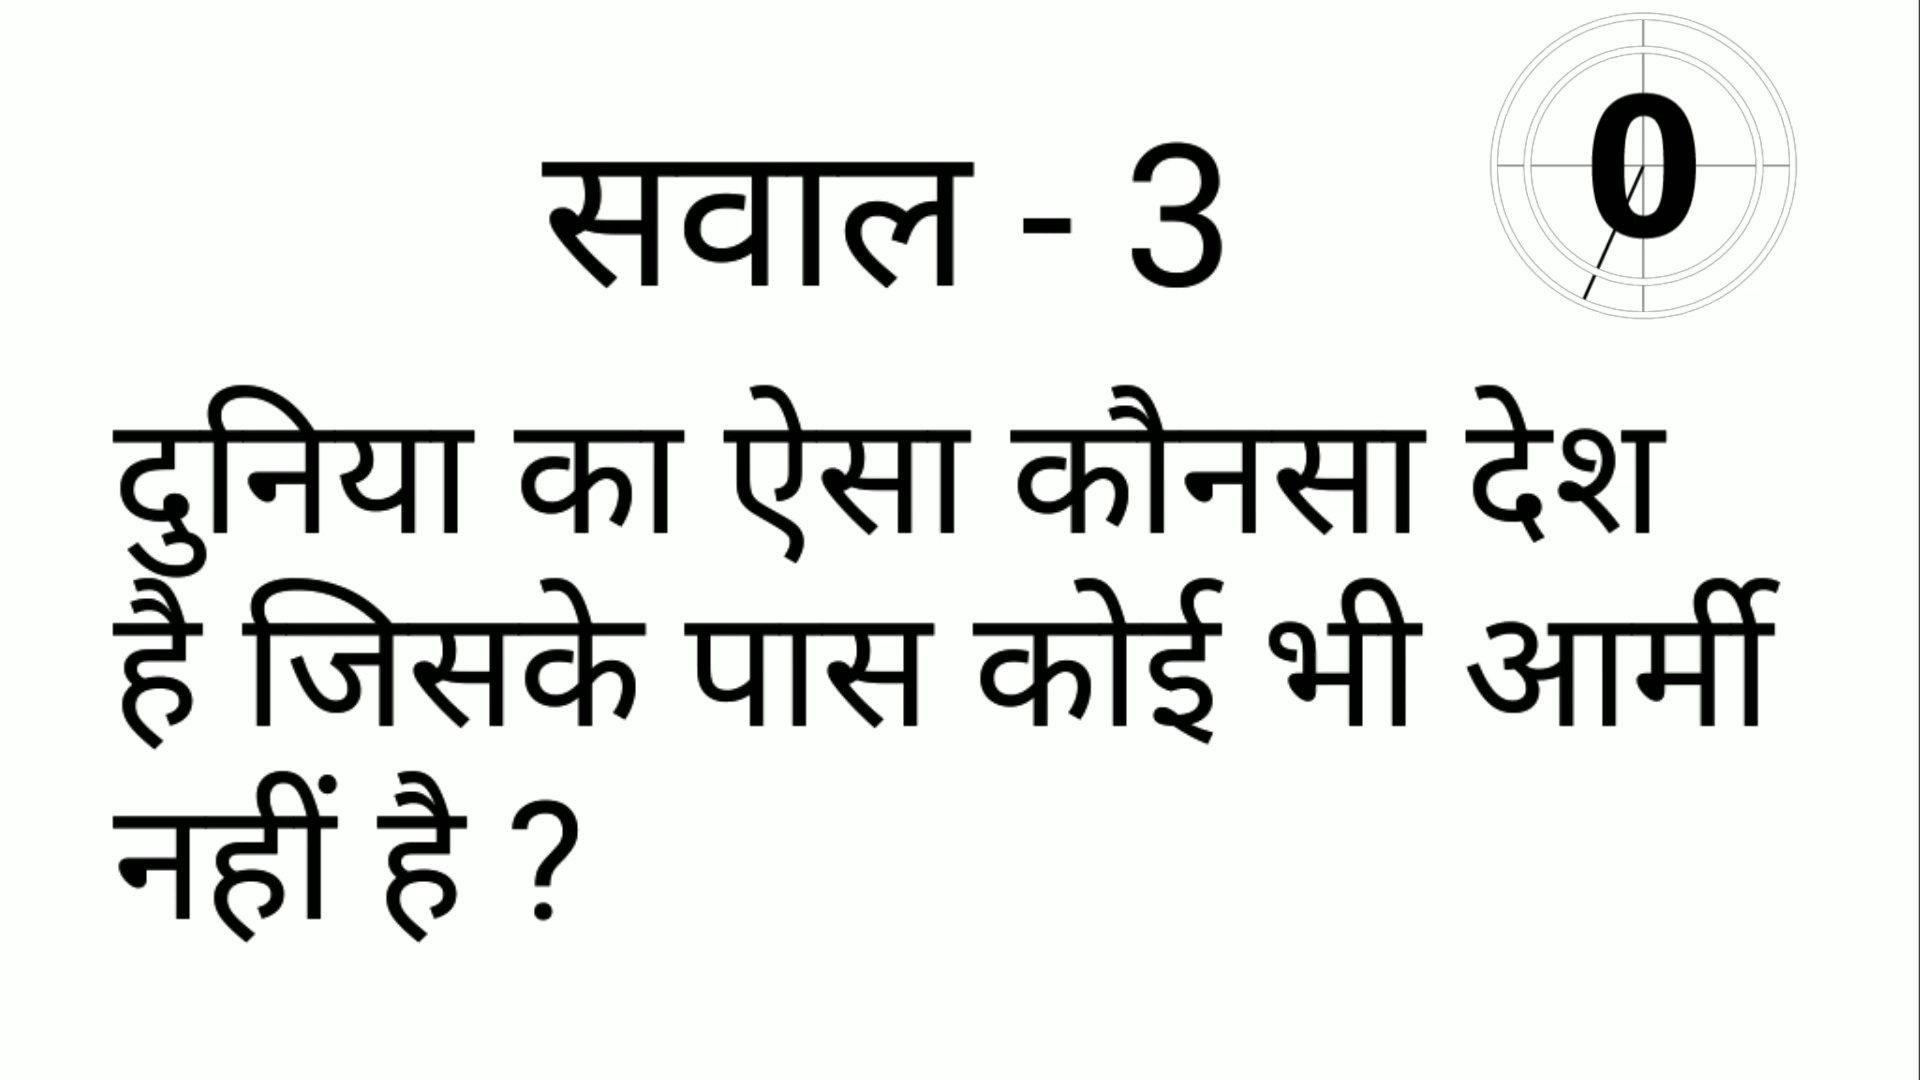 सवाल - 3
0
दुनिया का ऐसा कौनसा देश
है जिसके पास कोई भी आर्मी
नहीं है ?